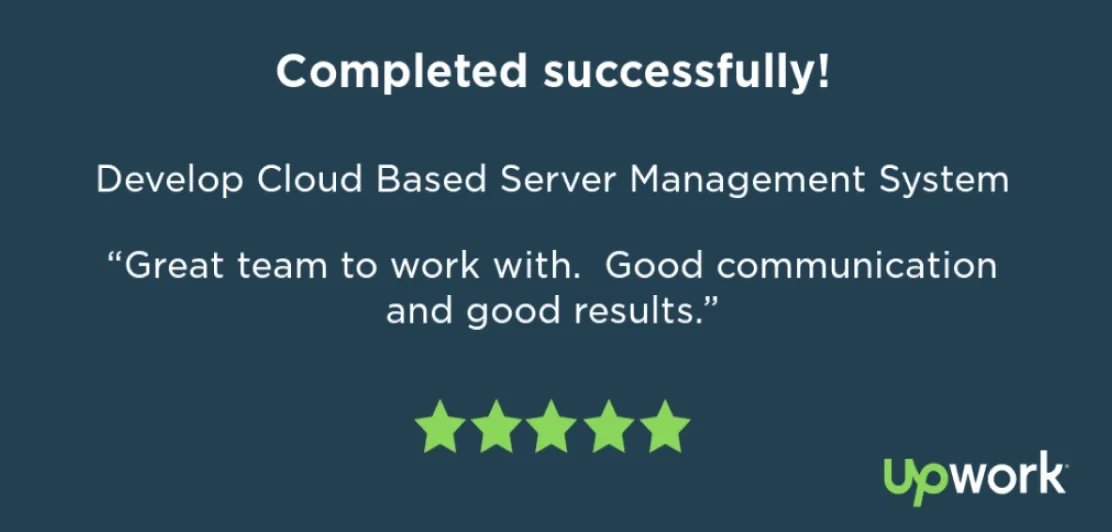 Completed successfully!
Develop Cloud Based Server Management System
“Great team to work with.  Good communication
and good results.”
upwork